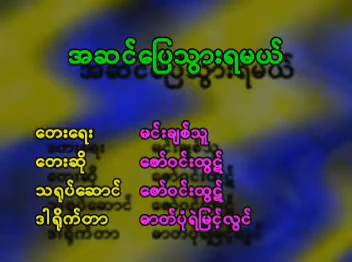 အဆင်ပြေသွားရမယ်
တေးရေး မင်းချစ်သူ
တေးဆို ဇော်ဝင်းထွဋ်
သရုပ်ဆောင် ဇော်ဝင်းထွဋ်
ဒါရိုက်တာ ဓာတ်ပုံရဲမြင့်လွင်